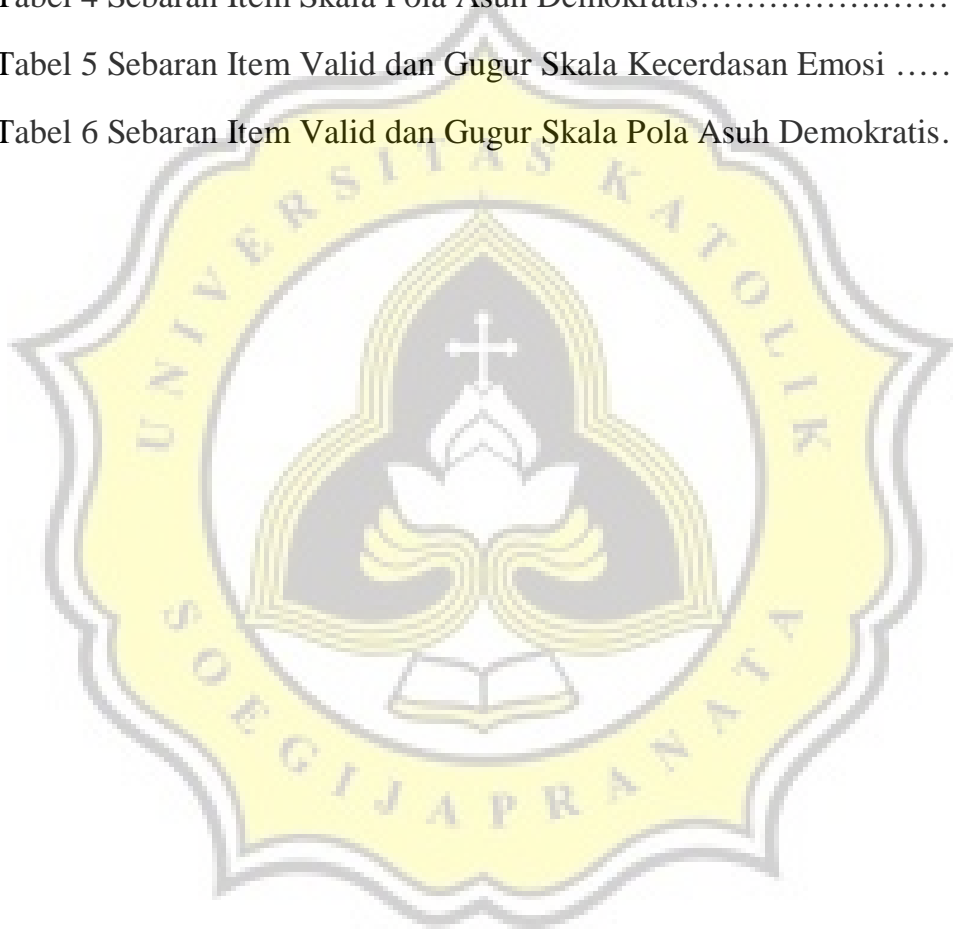 Tabel 4 Sebaran Item Skala Pola Asuh Demokratis……………..……
Tabel 5 Sebaran Item Valid dan Gugur Skala Kecerdasan Emosi …..
Tabel 6 Sebaran Item Valid dan Gugur Skala Pola Asuh Demokratis.
UNIVERSITAS KATOLIK
SOEGIJAPRANATA